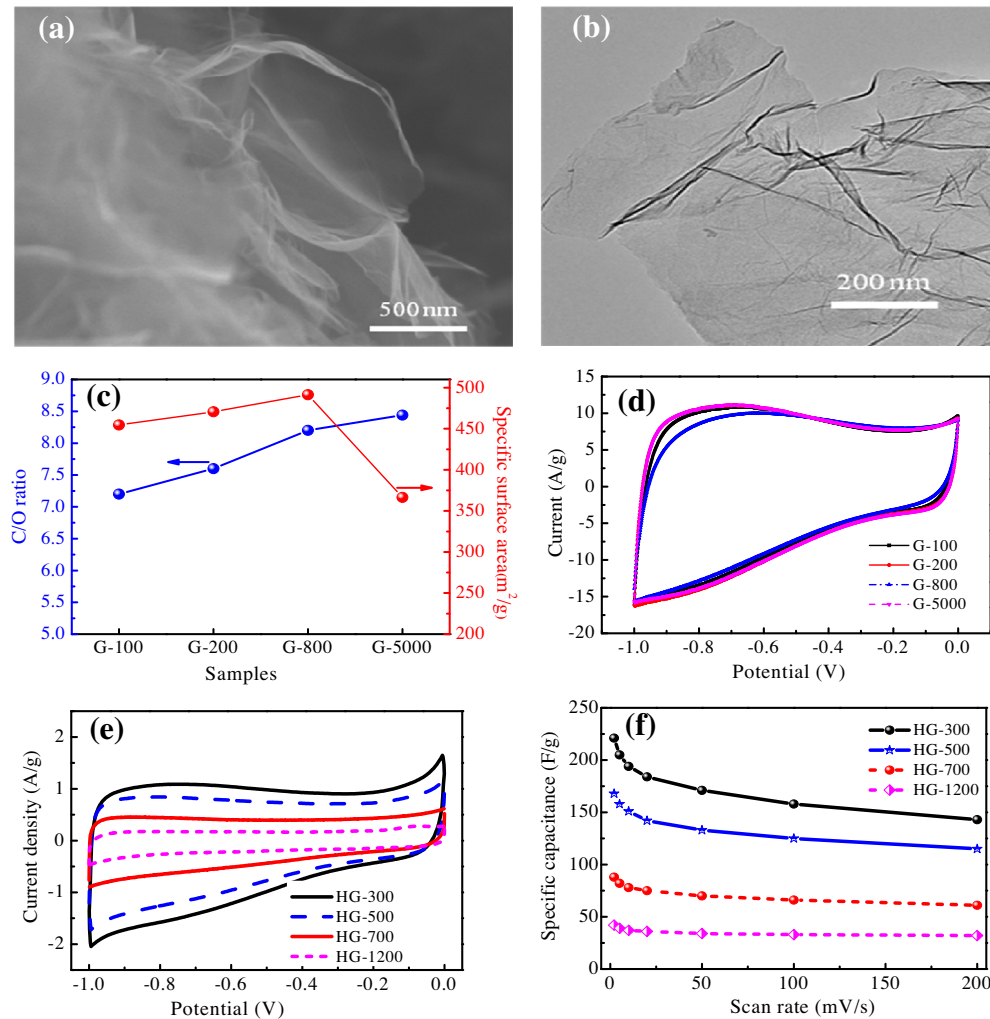 (a)
500 nm
(b)
200 nm
(c)
9.0
8.5
8.0
7.5
7.0
6.5
6.0
5.5
5.0
C/O ratio
500
450
400
350
300
250
200
Specific surface area(m²/g)
G-100 G-200 G-800 G-5000
Samples
(d)
15
10
5
0
-5
-10
-15
-20
Current (A/g)
G-100
G-200
G-800
G-5000
-1.0 -0.8 -0.6 -0.4 -0.2 0.0
Potential (V)
(e)
2
1
0
-1
-2
Current density (A/g)
HG-300
HG-500
HG-700
HG-1200
-1.0 -0.8 -0.6 -0.4 -0.2 0.0
Potential (V)
(f)
250
200
150
100
50
0
Specific capacitance (F/g)
HG-300
HG-500
HG-700
HG-1200
0 50 100 150 200
Scan rate (mV/s)